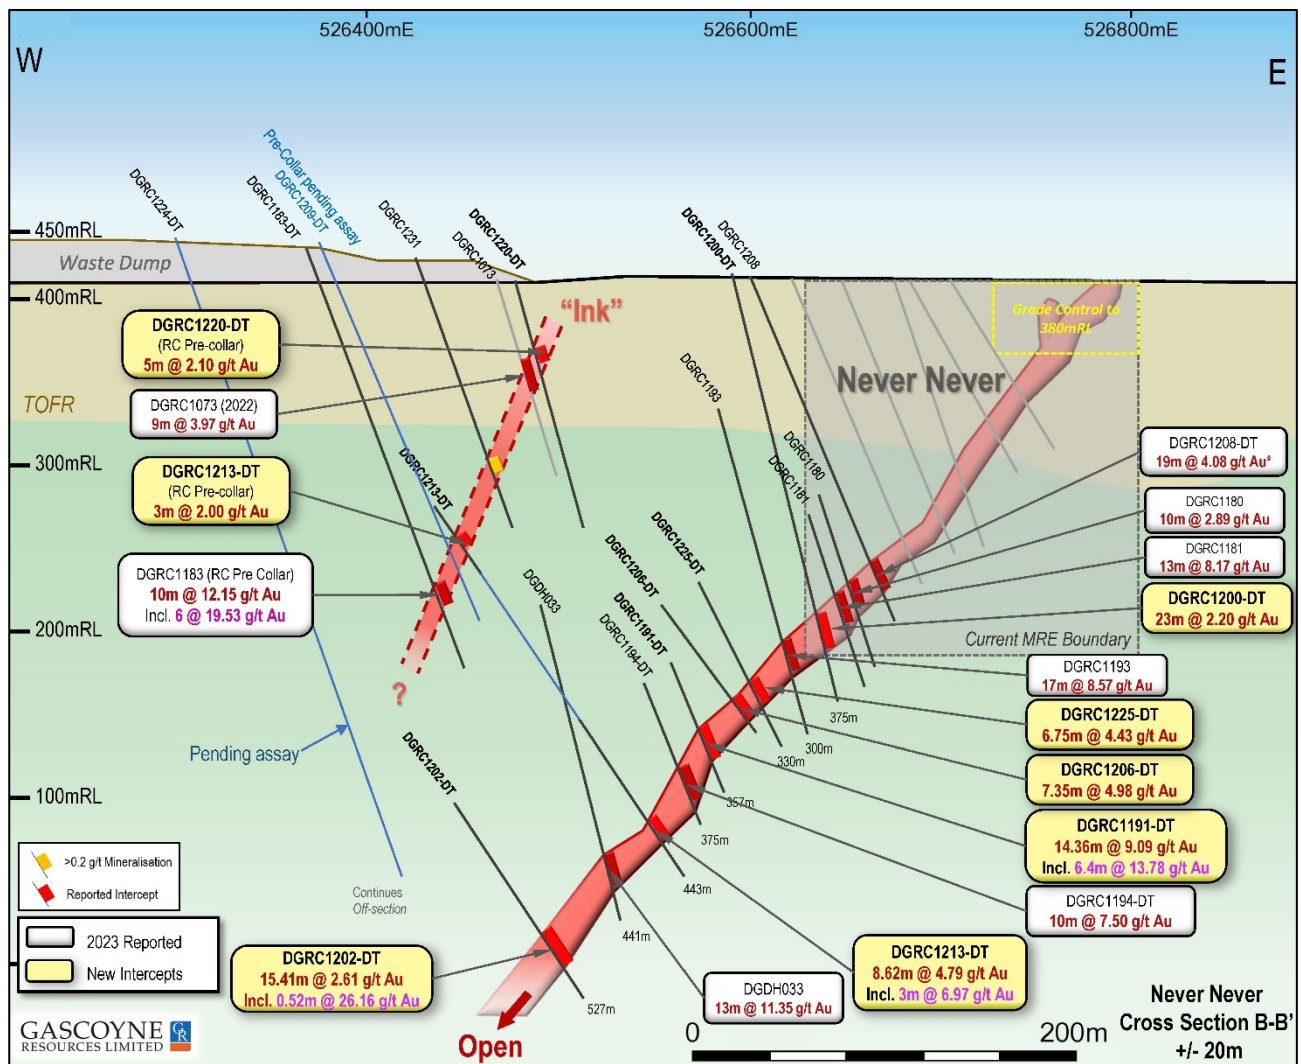 526400mE
526600mE
526800mE
W
E
450mRL
400mRL
300mRL
200mRL
100mRL
Waste Dump
TOFR
DGRC1224-DT
DGRC1183-DT
Pre-Collar pending assay
DGRC1209-DT
DGRC1231
DGRC1073
DGRC1220-DT
DGRC1200-DT
DGRC1208
DGRC1193
DGRC1180
DGRC1181
DGRC1213-DT
DGDH033
DGRC1225-DT
DGRC1206-DT
DGRC1191-DT
DGRC1194-DT
DGRC1202-DT
"Ink"
?
Never Never
Grade Control to
380mRL
Current MRE Boundary
DGRC1220-DT
(RC Pre-collar)
5m @ 2.10 g/t Au
DGRC1073 (2022)
9m @ 3.97 g/t Au
DGRC1213-DT
(RC Pre-collar)
3m @ 2.00 g/t Au
DGRC1183 (RC Pre Collar)
10m @ 12.15 g/t Au
Incl. 6 @ 19.53 g/t Au
DGRC1208-DT
19m @ 4.08 g/t Au*
DGRC1180
10m @ 2.89 g/t Au
DGRC1181
13m @ 8.17 g/t Au
DGRC1200-DT
23m @ 2.20 g/t Au
DGRC1193
17m @ 8.57 g/t Au
DGRC1225-DT
6.75m @ 4.43 g/t Au
DGRC1206-DT
7.35m @ 4.98 g/t Au
DGRC1191-DT
14.36m @ 9.09 g/t Au
Incl. 6.4m @ 13.78 g/t Au
DGRC1194-DT
10m @ 7.50 g/t Au
DGRC1213-DT
8.62m @ 4.79 g/t Au
Incl. 3m @ 6.97 g/t Au
DGDH033
13m @ 11.35 g/t Au
DGRC1202-DT
15.41m @ 2.61 g/t Au
Incl. 0.52m @ 26.16 g/t Au
375m
300m
330m
357m
375m
443m
441m
527m
Pending assay
Continues
Off-section
>0.2 g/t Mineralisation
Reported Intercept
2023 Reported
New Intercepts
GASCOYNE
RESOURCES LIMITED
GR
Open
0
200m
Never Never
Cross Section B-B'
+/- 20m